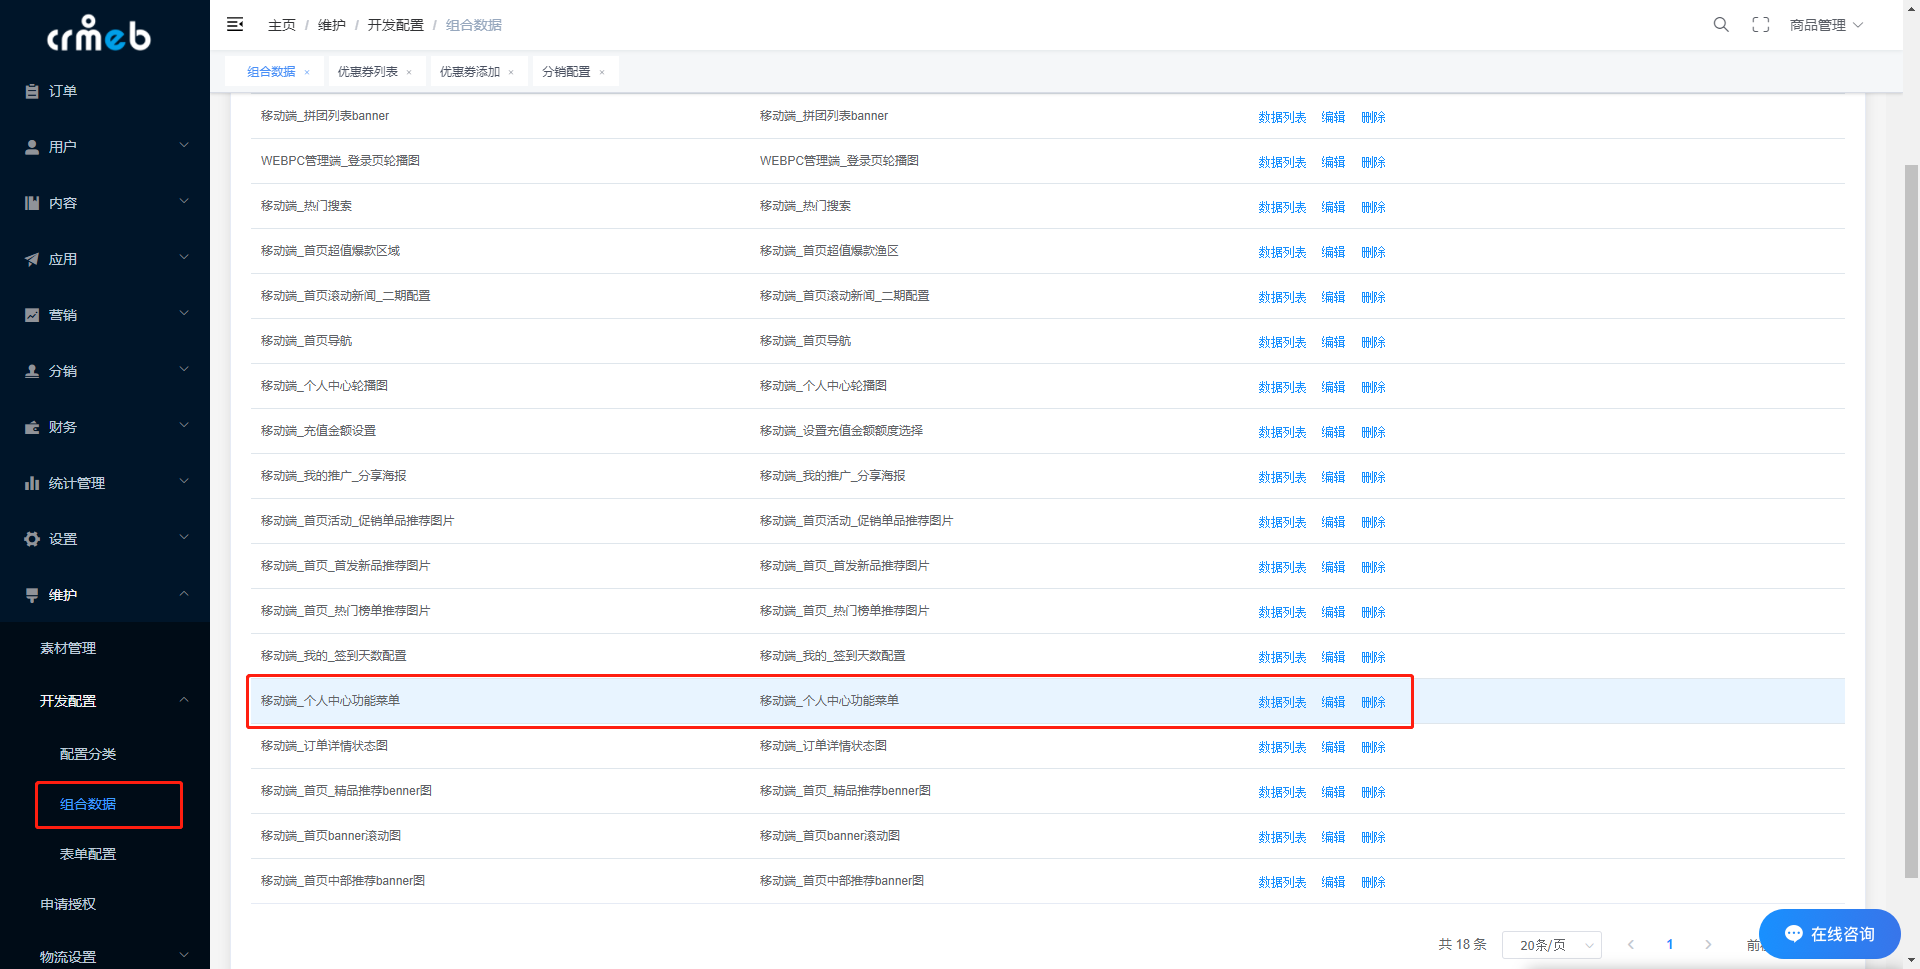 crmeb
订单
用户
内容
应用
营销
分销
财务
统计管理
设置
维护
素材管理
开发配置
配置分类
组合数据
表单配置
申请授权
物流设置
主页 / 维护 / 开发配置 / 组合数据
商品管理
组合数据 × 优惠券列表 × 优惠券添加 × 分销配置 ×
移动端_拼团列表banner 移动端_拼团列表banner 数据列表 编辑 删除
WEBPC管理端_登录页轮播图 WEBPC管理端_登录页轮播图 数据列表 编辑 删除
移动端_热门搜索 移动端_热门搜索 数据列表 编辑 删除
移动端_首页超值爆款区域 移动端_首页超值爆款渔区 数据列表 编辑 删除
移动端_首页滚动新闻_二期配置 移动端_首页滚动新闻_二期配置 数据列表 编辑 删除
移动端_首页导航 移动端_首页导航 数据列表 编辑 删除
移动端_个人中心轮播图 移动端_个人中心轮播图 数据列表 编辑 删除
移动端_充值金额设置 移动端_设置充值金额额度选择 数据列表 编辑 删除
移动端_我的推广_分享海报 移动端_我的推广_分享海报 数据列表 编辑 删除
移动端_首页活动_促销单品推荐图片 移动端_首页活动_促销单品推荐图片 数据列表 编辑 删除
移动端_首页_首发新品推荐图片 移动端_首页_首发新品推荐图片 数据列表 编辑 删除
移动端_首页_热门榜单推荐图片 移动端_首页_热门榜单推荐图片 数据列表 编辑 删除
移动端_我的_签到天数配置 移动端_我的_签到天数配置 数据列表 编辑 删除
移动端_个人中心功能菜单 移动端_个人中心功能菜单 数据列表 编辑 删除
移动端_订单详情状态图 移动端_订单详情状态图 数据列表 编辑 删除
移动端_首页_精品推荐benner图 移动端_首页_精品推荐benner图 数据列表 编辑 删除
移动端_首页banner滚动图 移动端_首页banner滚动图 数据列表 编辑 删除
移动端_首页中部推荐banner图 移动端_首页中部推荐banner图 数据列表 编辑 删除
共 18 条 20条/页 1 前
在线咨询